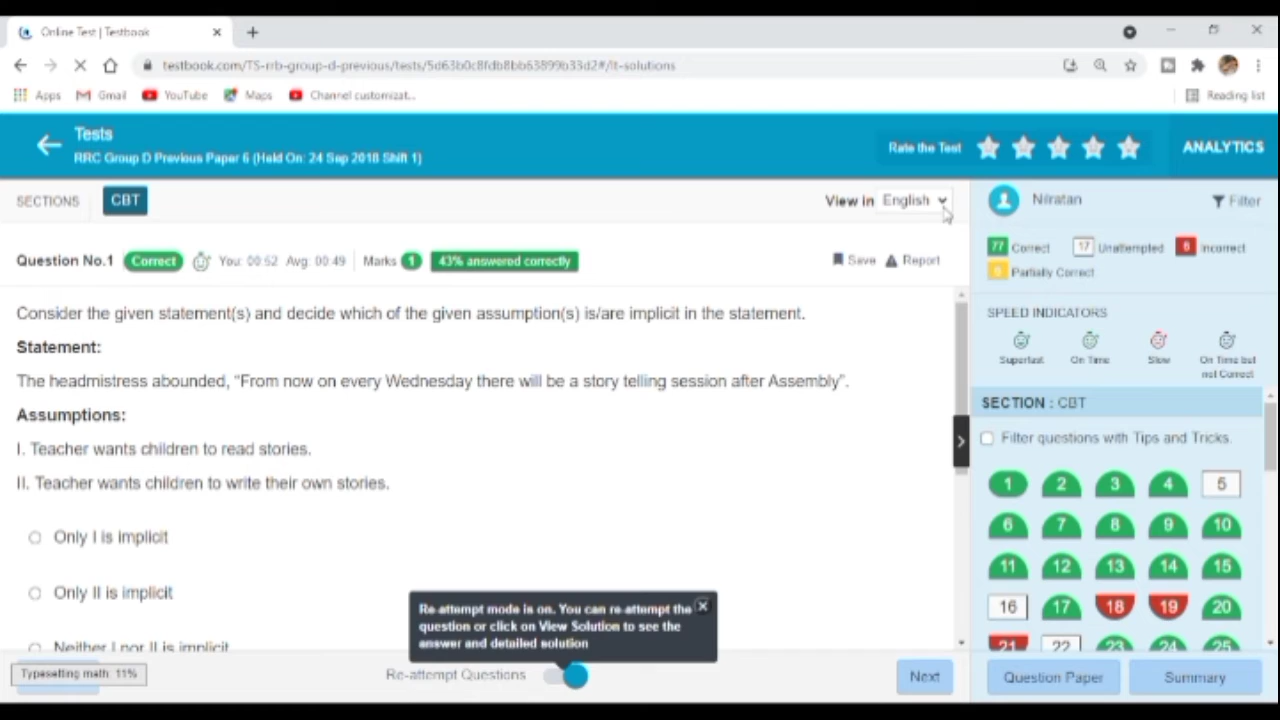 Online Test | Testbook
testbook.com/TS-rrb-group-d-previous/tests/5d63b0c8fdb8bb63899b33d2#/lt-solutions
Apps Gmail YouTube Maps Channel customizat... Reading list
Tests
RRC Group D Previous Paper 6 (Held On: 24 Sep 2018 Shift 1)
Rate the Test ANALYTICS
SECTIONS CBT View in English
Nilratan Filter
Question No.1 Correct You: 00:52 Avg: 00:49 Marks 1 43% answered correctly Save Report
77 Correct 17 Unattempted 6 Incorrect
Partially Correct
Consider the given statement(s) and decide which of the given assumption(s) is/are implicit in the statement.
Statement:
The headmistress abounded, “From now on every Wednesday there will be a story telling session after Assembly”.
Assumptions:
I. Teacher wants children to read stories.
II. Teacher wants children to write their own stories.
Only I is implicit
Only II is implicit
Neither I nor II is implicit
SPEED INDICATORS
Superfast On Time Slow On Time but
not Correct
SECTION : CBT
Filter questions with Tips and Tricks.
1 2 3 4 5
6 7 8 9 10
11 12 13 14 15
16 17 18 19 20
21 22 23 24 25
Re-attempt mode is on. You can re-attempt the
question or click on View Solution to see the
answer and detailed solution
Typesetting math: 11%
Re-attempt Questions Next
Question Paper Summary